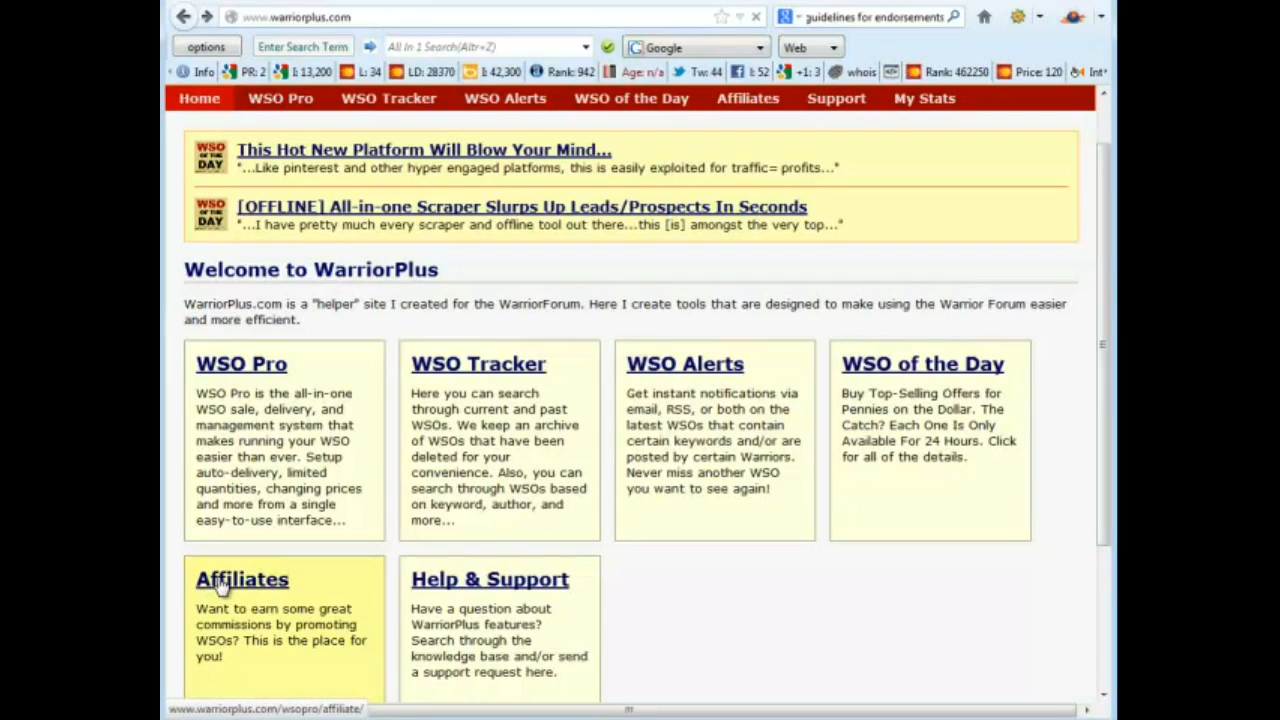 www.warriorplus.com
guidelines for endorsements
options
Enter Search Term
All In 1 Search(Altr+Z)
Google
Web
Info PR: 2 I: 13,200 L: 34 LD: 28370 I: 42,300 Rank: 942 Age: n/a Tw: 44 I: 52 +1: 3 whois Rank: 462250 Price: 120
Home WSO Pro WSO Tracker WSO Alerts WSO of the Day Affiliates Support My Stats
WSO
OF THE
DAY
This Hot New Platform Will Blow Your Mind...
"...Like pinterest and other hyper engaged platforms, this is easily exploited for traffic= profits..."
WSO
OF THE
DAY
[OFFLINE] All-in-one Scraper Slurps Up Leads/Prospects In Seconds
"...I have pretty much every scraper and offline tool out there...this [is] amongst the very top..."
Welcome to WarriorPlus
WarriorPlus.com is a "helper" site I created for the WarriorForum. Here I create tools that are designed to make using the Warrior Forum easier
and more efficient.
WSO Pro
WSO Pro is the all-in-one
WSO sale, delivery, and
management system that
makes running your WSO
easier than ever. Setup
auto-delivery, limited
quantities, changing prices
and more from a single
easy-to-use interface...
WSO Tracker
Here you can search
through current and past
WSOs. We keep an archive
of WSOs that have been
deleted for your
convenience. Also, you can
search through WSOs based
on keyword, author, and
more...
WSO Alerts
Get instant notifications via
email, RSS, or both on the
latest WSOs that contain
certain keywords and/or are
posted by certain Warriors.
Never miss another WSO
you want to see again!
WSO of the Day
Buy Top-Selling Offers for
Pennies on the Dollar. The
Catch? Each One Is Only
Available For 24 Hours. Click
for all of the details.
Affiliates
Want to earn some great
commissions by promoting
WSOs? This is the place for
you!
Help & Support
Have a question about
WarriorPlus features?
Search through the
knowledge base and/or send
a support request here.
www.warriorplus.com/wsopro/affiliate/